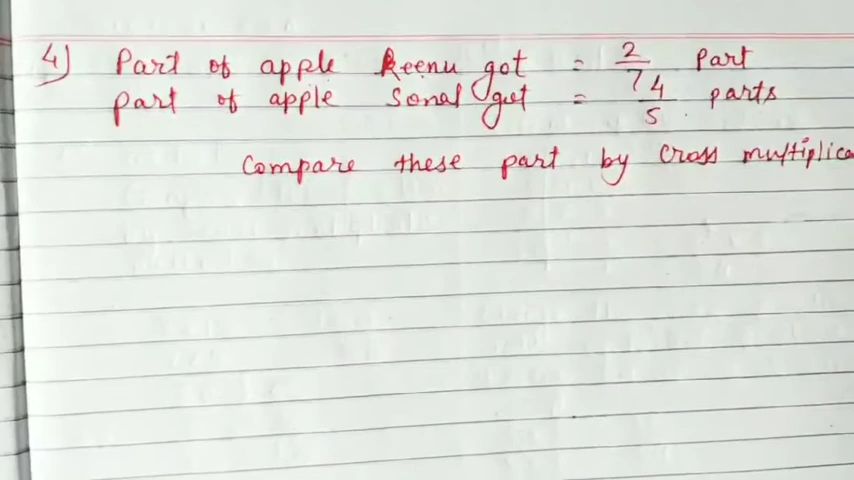 4) Part of apple Reenu got = 2/7 Part
part of apple Sonal got = 4/5 parts
Compare these part by cross multiplica